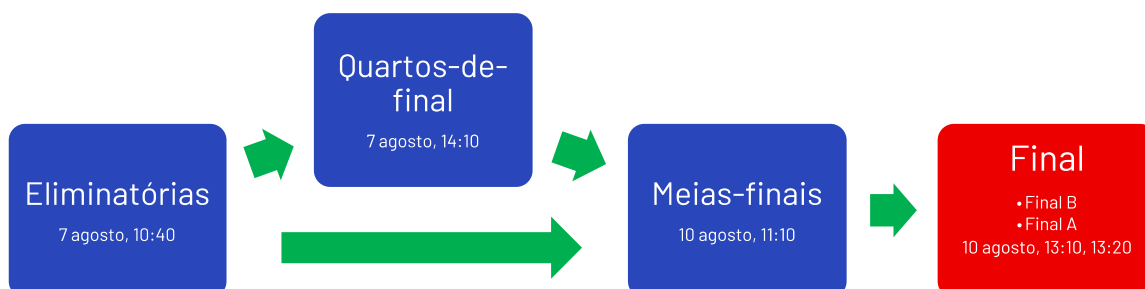 Eliminatórias
7 agosto, 10:40
Quartos-de-
final
7 agosto, 14:10
Meias-finais
10 agosto, 11:10
Final
•Final B
•Final A
10 agosto, 13:10, 13:20